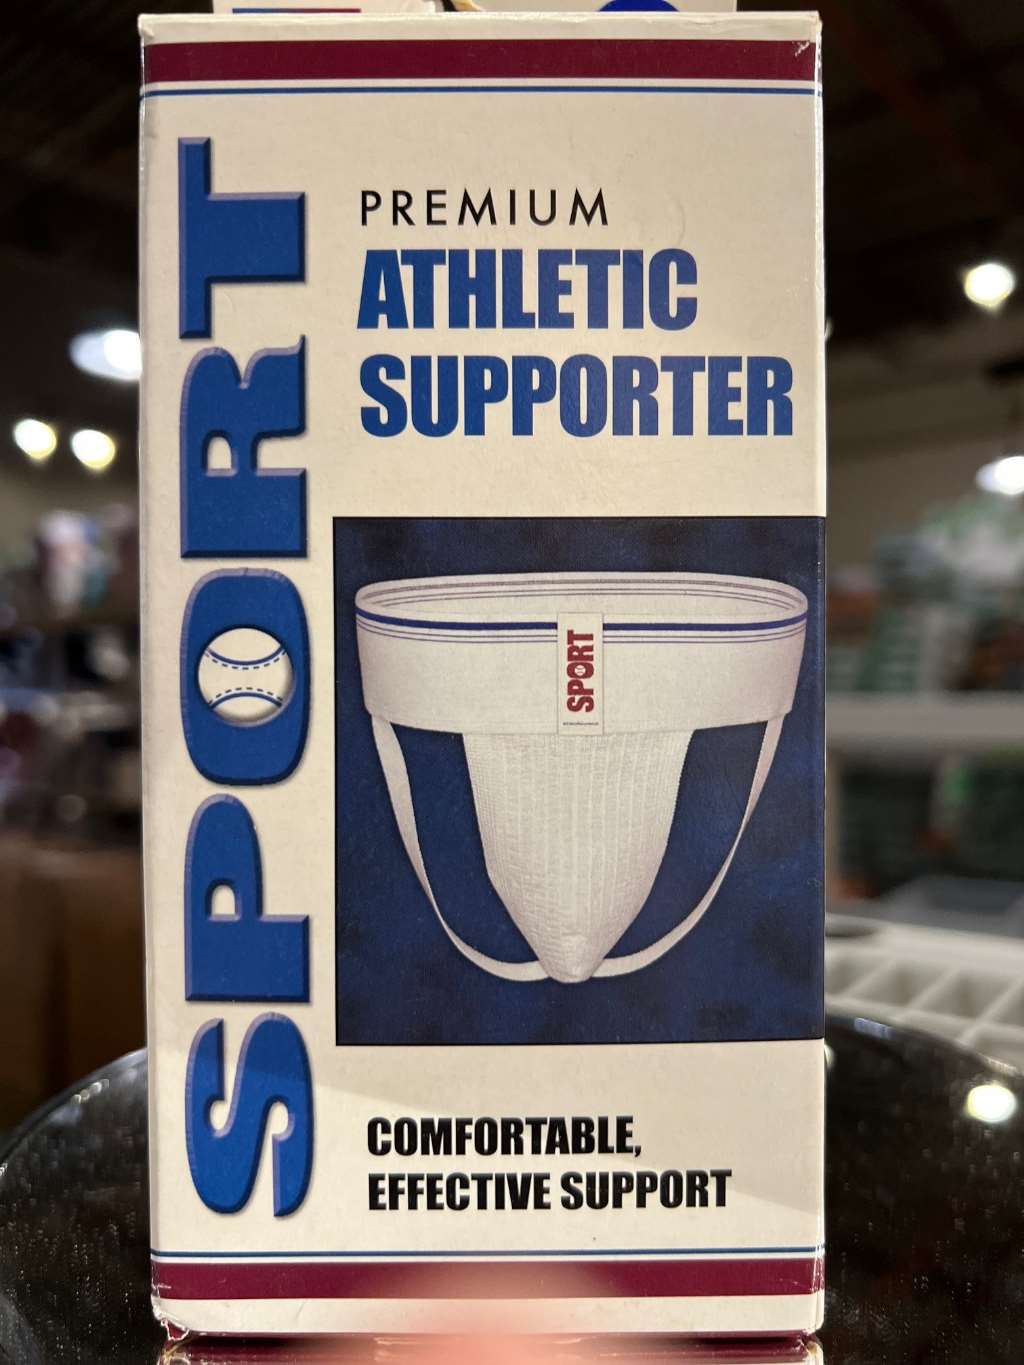 SPORT
PREMIUM
ATHLETIC
SUPPORTER
SPORT
COMFORTABLE,
EFFECTIVE SUPPORT